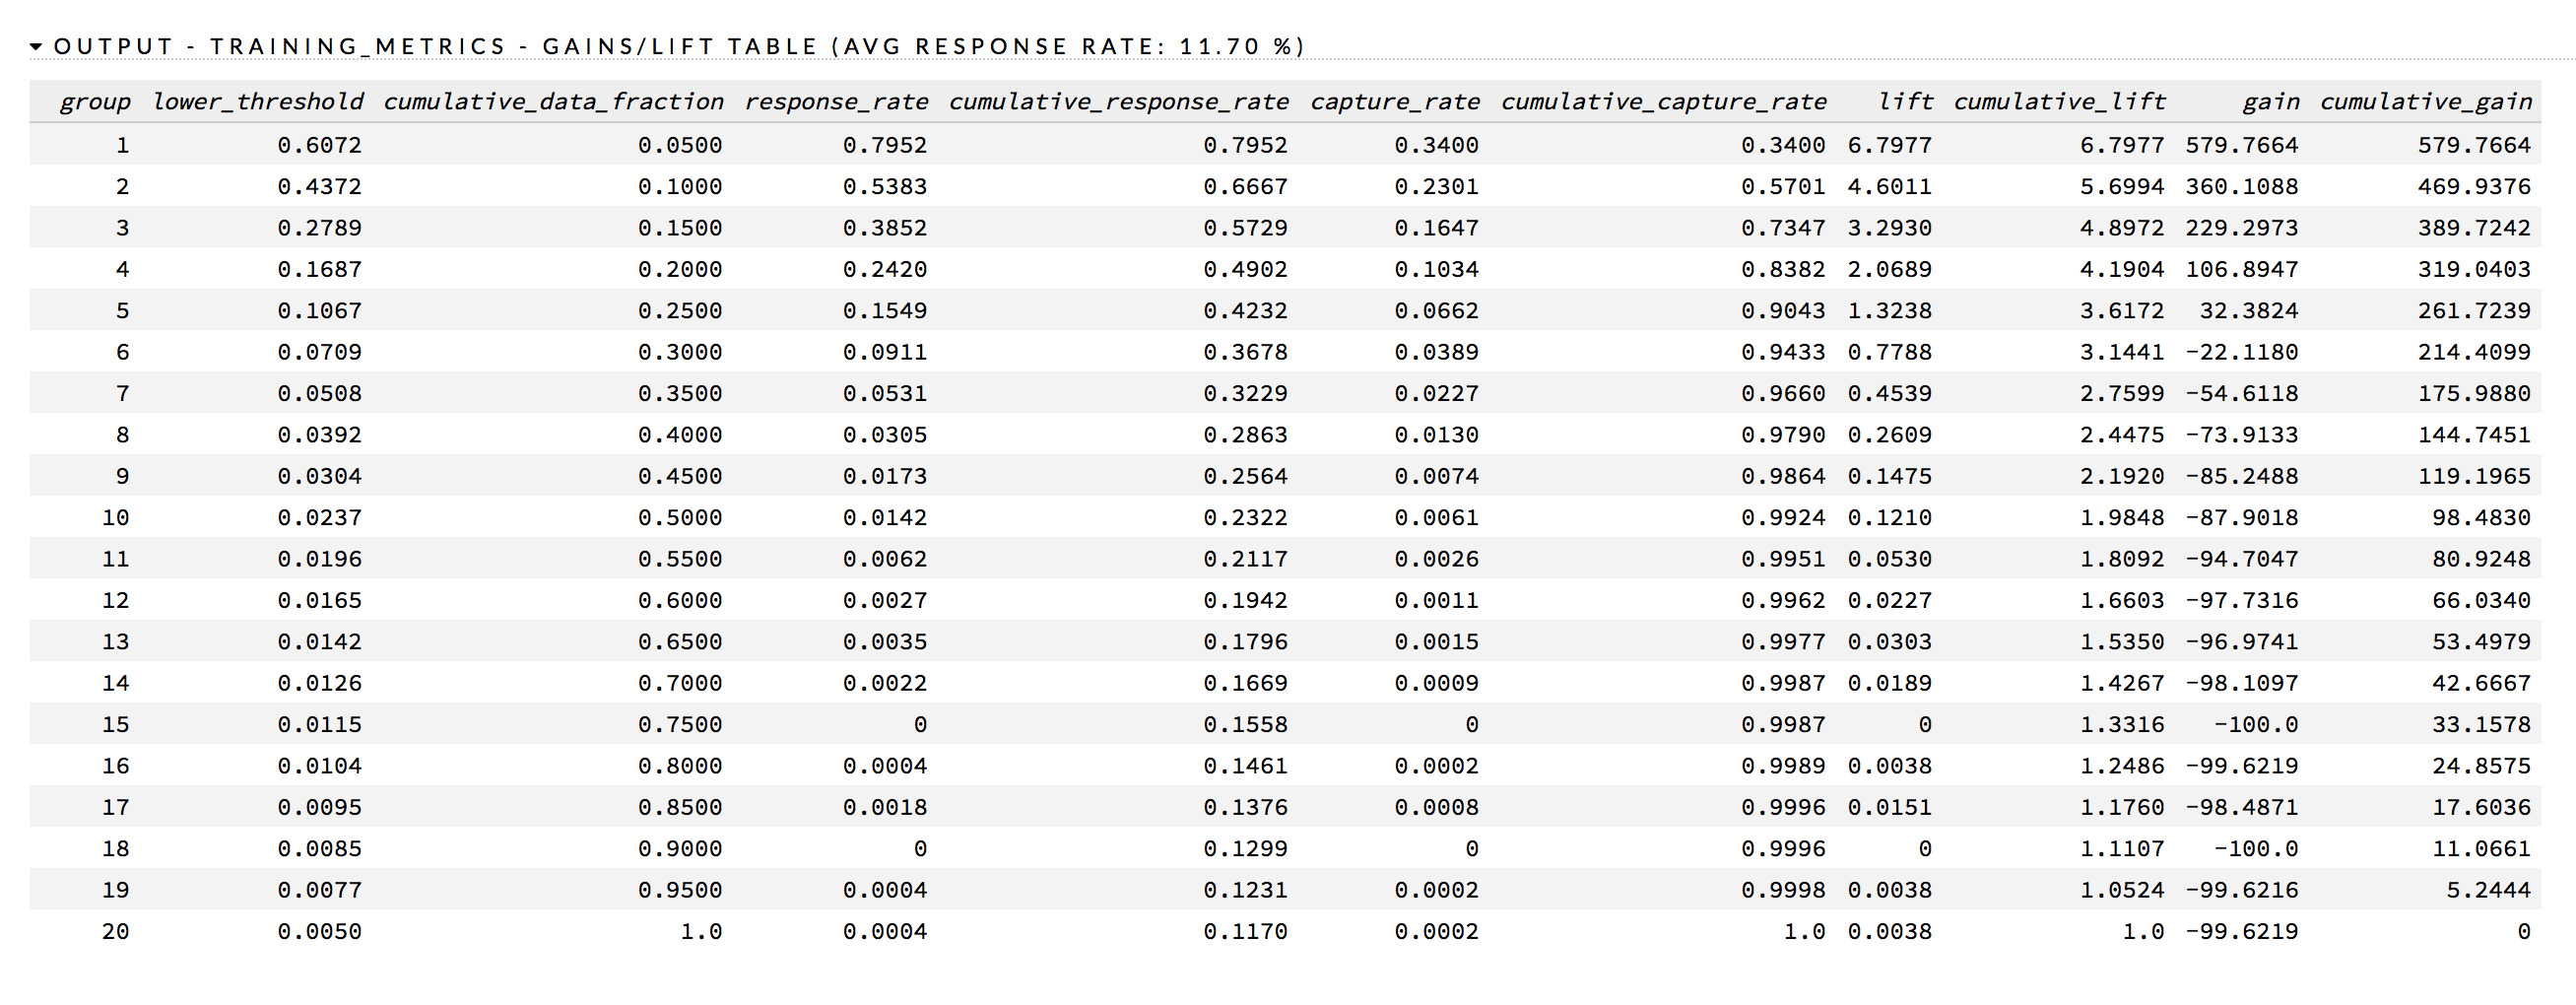 OUTPUT - TRAINING_METRICS - GAINS/LIFT TABLE (AVG RESPONSE RATE: 11.70 %)
group lower_threshold cumulative_data_fraction response_rate cumulative_response_rate capture_rate cumulative_capture_rate lift cumulative_lift gain cumulative_gain
1 0.6072 0.0500 0.7952 0.7952 0.3400 0.3400 6.7977 6.7977 579.7664 579.7664
2 0.4372 0.1000 0.5383 0.6667 0.2301 0.5701 4.6011 5.6994 360.1088 469.9376
3 0.2789 0.1500 0.3852 0.5729 0.1647 0.7347 3.2930 4.8972 229.2973 389.7242
4 0.1687 0.2000 0.2420 0.4902 0.1034 0.8382 2.0689 4.1904 106.8947 319.0403
5 0.1067 0.2500 0.1549 0.4232 0.0662 0.9043 1.3238 3.6172 32.3824 261.7239
6 0.0709 0.3000 0.0911 0.3678 0.0389 0.9433 0.7788 3.1441 -22.1180 214.4099
7 0.0508 0.3500 0.0531 0.3229 0.0227 0.9660 0.4539 2.7599 -54.6118 175.9880
8 0.0392 0.4000 0.0305 0.2863 0.0130 0.9790 0.2609 2.4475 -73.9133 144.7451
9 0.0304 0.4500 0.0173 0.2564 0.0074 0.9864 0.1475 2.1920 -85.2488 119.1965
10 0.0237 0.5000 0.0142 0.2322 0.0061 0.9924 0.1210 1.9848 -87.9018 98.4830
11 0.0196 0.5500 0.0062 0.2117 0.0026 0.9951 0.0530 1.8092 -94.7047 80.9248
12 0.0165 0.6000 0.0027 0.1942 0.0011 0.9962 0.0227 1.6603 -97.7316 66.0340
13 0.0142 0.6500 0.0035 0.1796 0.0015 0.9977 0.0303 1.5350 -96.9741 53.4979
14 0.0126 0.7000 0.0022 0.1669 0.0009 0.9987 0.0189 1.4267 -98.1097 42.6667
15 0.0115 0.7500 0 0.1558 0 0.9987 0 1.3316 -100.0 33.1578
16 0.0104 0.8000 0.0004 0.1461 0.0002 0.9989 0.0038 1.2486 -99.6219 24.8575
17 0.0095 0.8500 0.0018 0.1376 0.0008 0.9996 0.0151 1.1760 -98.4871 17.6036
18 0.0085 0.9000 0 0.1299 0 0.9996 0 1.1107 -100.0 11.0661
19 0.0077 0.9500 0.0004 0.1231 0.0002 0.9998 0.0038 1.0524 -99.6216 5.2444
20 0.0050 1.0 0.0004 0.1170 0.0002 1.0 0.0038 1.0 -99.6219 0